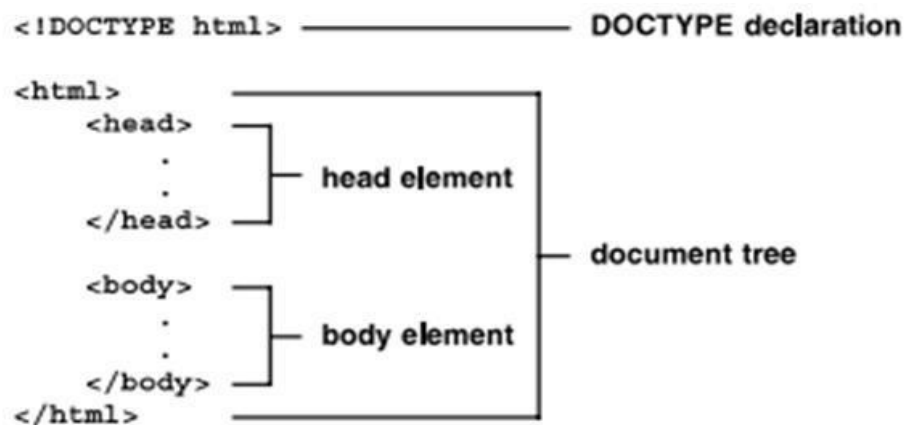 <!DOCTYPE html> DOCTYPE declaration
<html>
<head>
.
head element
.
</head>
document tree
<body>
.
body element
.
</body>
</html>